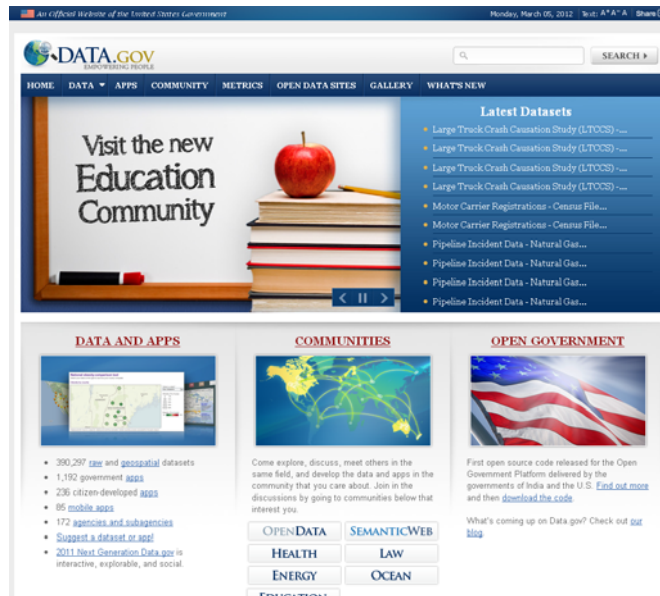 An Official Website of the United States Government
Monday, March 05, 2012 Text: A+ A- A Share
DATA.GOV
EMPOWERING PEOPLE
SEARCH
HOME DATA APPS COMMUNITY METRICS OPEN DATA SITES GALLERY WHAT'S NEW
Visit the new
Education
Community
Latest Datasets
Large Truck Crash Causation Study (LTCCS) -...
Large Truck Crash Causation Study (LTCCS) -...
Large Truck Crash Causation Study (LTCCS) -...
Large Truck Crash Causation Study (LTCCS) -...
Motor Carrier Registrations - Census File...
Motor Carrier Registrations - Census File...
Pipeline Incident Data - Natural Gas...
Pipeline Incident Data - Natural Gas...
Pipeline Incident Data - Natural Gas...
Pipeline Incident Data - Natural Gas...
DATA AND APPS
390,297 raw and geospatial datasets
1,192 government apps
236 citizen-developed apps
85 mobile apps
172 agencies and subagencies
Suggest a dataset or app!
2011 Next Generation Data.gov is
interactive, explorable, and social.
COMMUNITIES
Come explore, discuss, meet others in the
same field, and develop the data and apps in the
community that you care about. Join in the
discussions by going to communities below that
interest you.
OPENDATA SEMANTICWEB
HEALTH LAW
ENERGY OCEAN
EDUCATION
OPEN GOVERNMENT
First open source code released for the Open
Government Platform delivered by the
governments of India and the U.S. Find out more
and then download the code.
What's coming up on Data.gov? Check out our
blog.